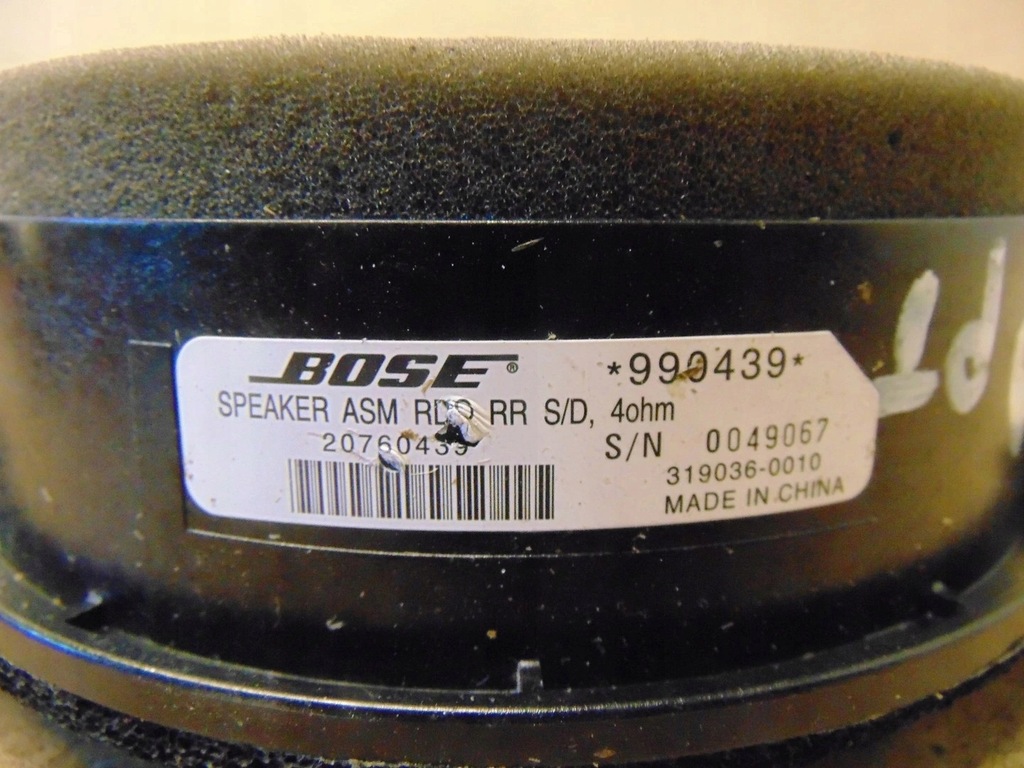 BOSE®
*990439*
SPEAKER ASM RDO RR S/D, 4ohm
20760439
S/N 0049067
319036-0010
MADE IN CHINA